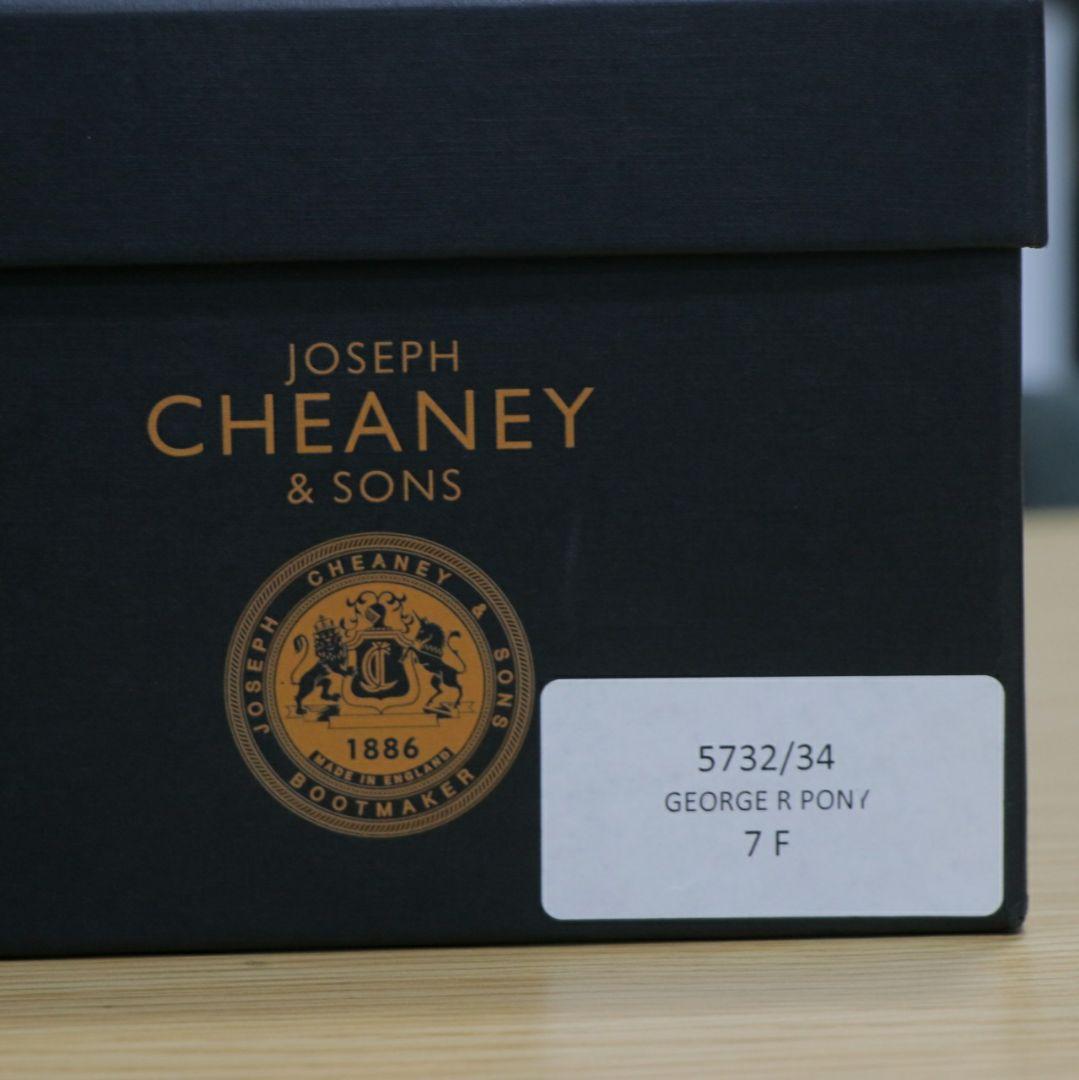 JOSEPH
CHEANEY
& SONS
JOSEPH CHEANEY & SONS
1886
MADE IN ENGLAND
BOOTMAKER
5732/34
GEORGE R PONY
7 F